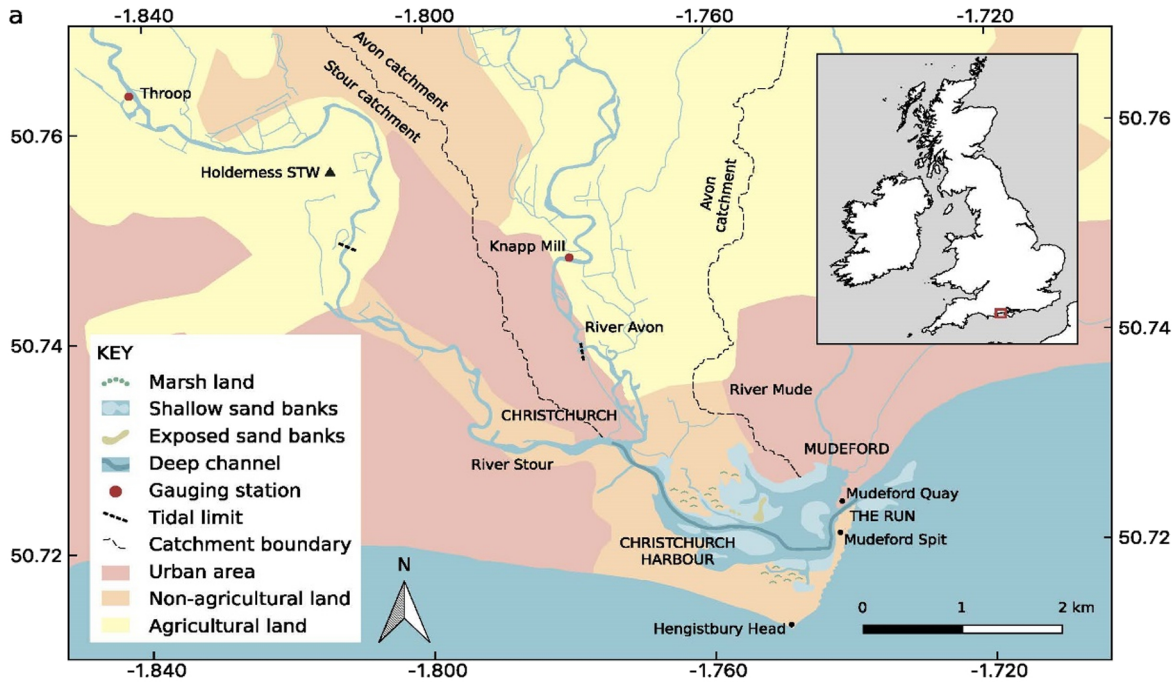 a
-1.840
-1.800
-1.760
-1.720
50.76
50.74
50.72
50.76
50.74
50.72
Throop
Avon catchment
Stour catchment
Avon
catchment
Holderness STW
Knapp Mill
River Avon
River Mude
CHRISTCHURCH
MUDEFORD
River Stour
Mudeford Quay
THE RUN
Mudeford Spit
CHRISTCHURCH
HARBOUR
Hengistbury Head
KEY
Marsh land
Shallow sand banks
Exposed sand banks
Deep channel
Gauging station
Tidal limit
Catchment boundary
Urban area
Non-agricultural land
Agricultural land
N
0
1
2 km
-1.840
-1.800
-1.760
-1.720